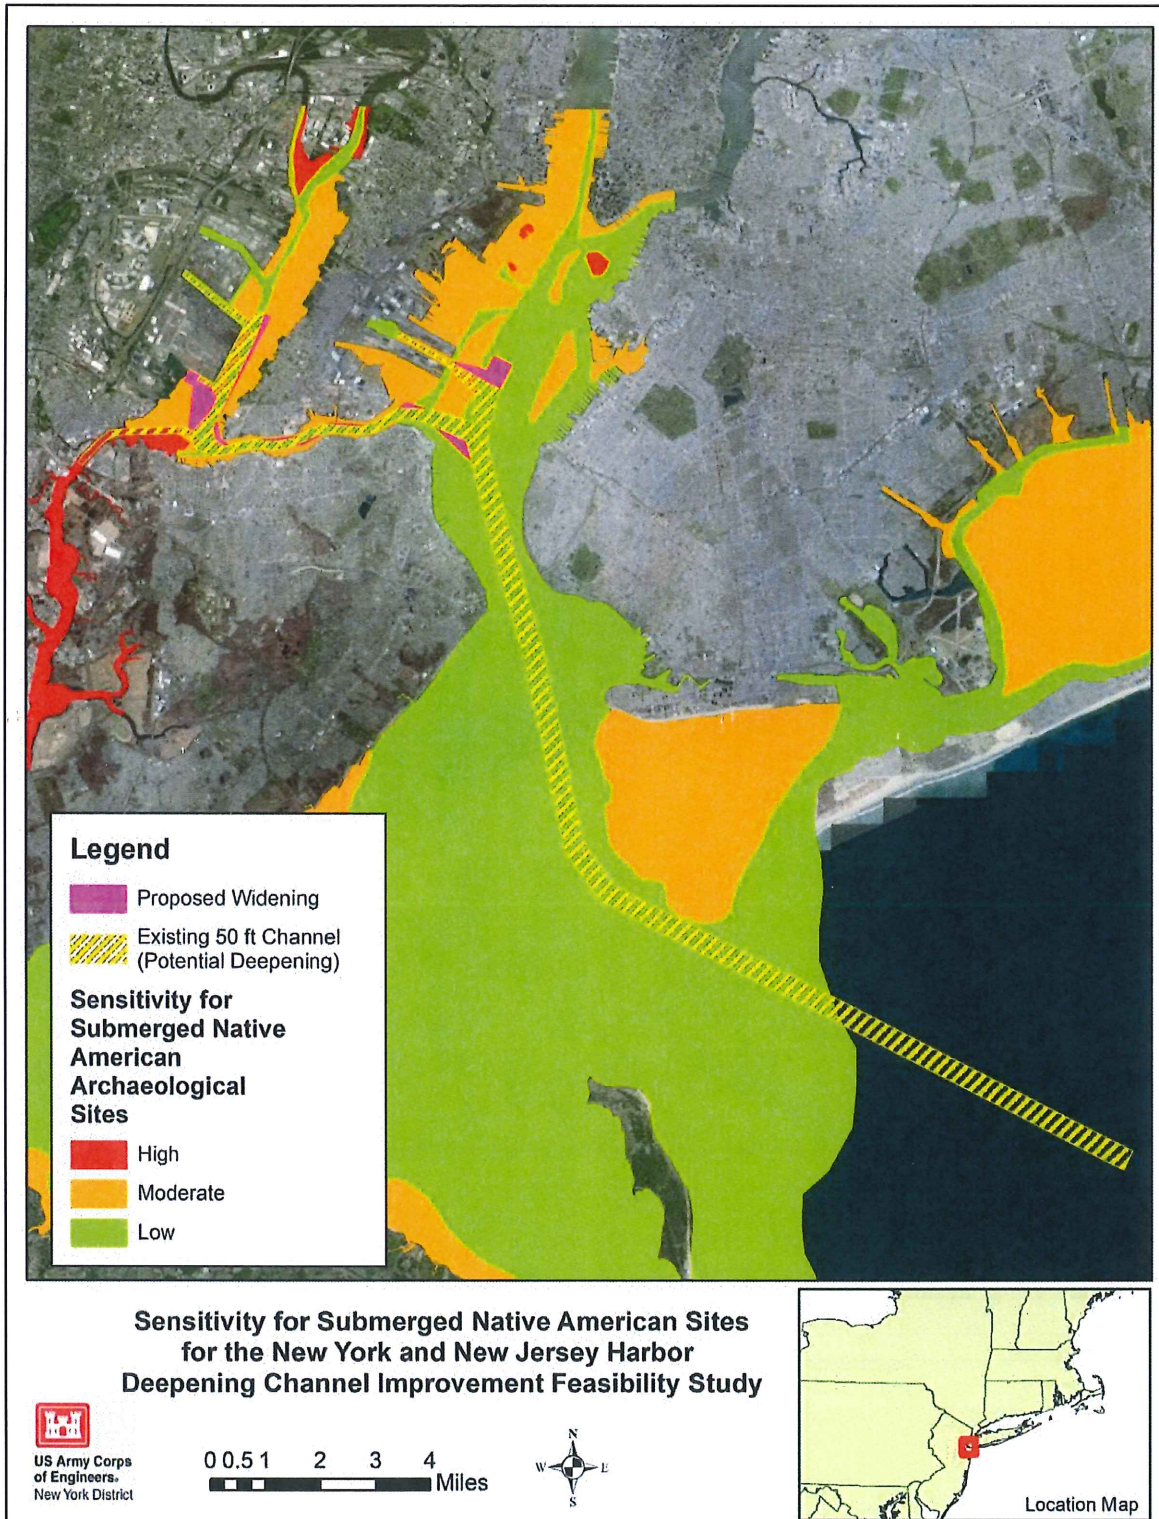 Legend
Proposed Widening
Existing 50 ft Channel
(Potential Deepening)
Sensitivity for
Submerged Native
American
Archaeological
Sites
High
Moderate
Low
Sensitivity for Submerged Native American Sites
for the New York and New Jersey Harbor
Deepening Channel Improvement Feasibility Study
US Army Corps
of Engineers®
New York District
0 0.5 1 2 3 4
Miles
N
W E
S
Location Map